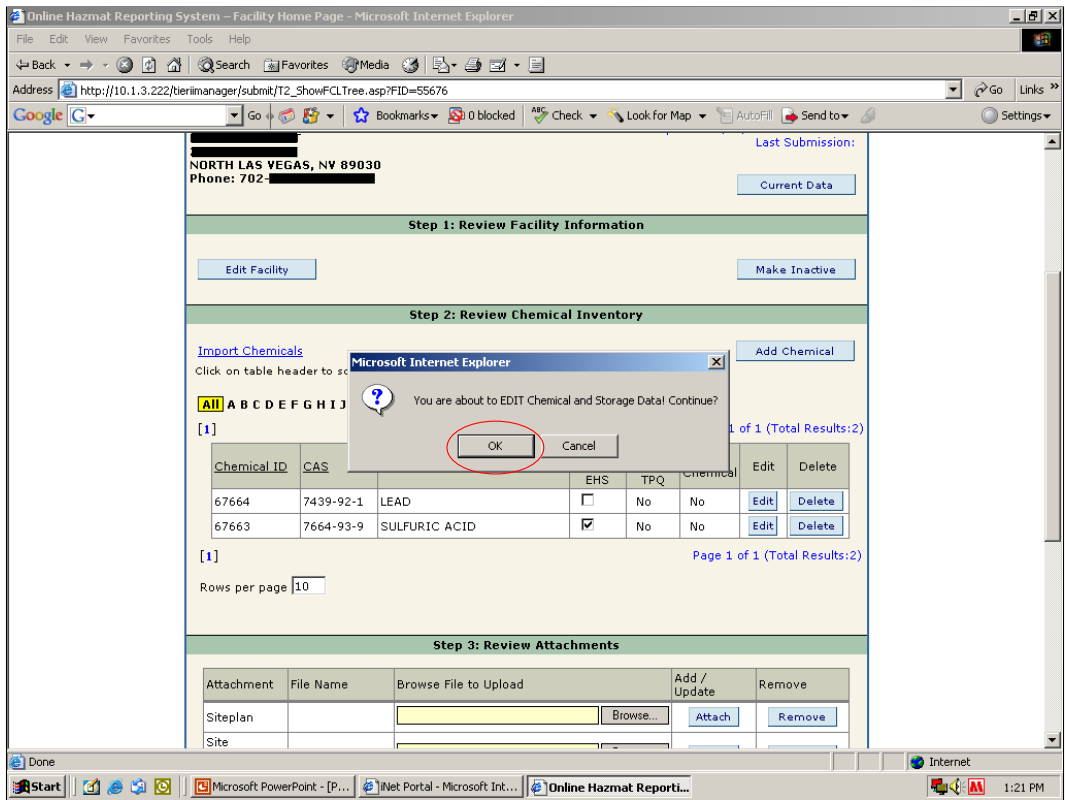 Online Hazmat Reporting System – Facility Home Page - Microsoft Internet Explorer
File Edit View Favorites Tools Help
Back Search Favorites Media
Address http://10.1.3.222/tieriimanager/submit/T2_ShowFCLTree.asp?FID=55676 Go Links »
Google G Go Bookmarks 0 blocked ABC Check Look for Map AutoFill Send to Settings
Last Submission:
NORTH LAS VEGAS, NV 89030
Phone: 702-
Current Data
Step 1: Review Facility Information
Edit Facility Make Inactive
Step 2: Review Chemical Inventory
Import Chemicals Add Chemical
Click on table header to
Microsoft Internet Explorer
You are about to EDIT Chemical and Storage Data! Continue?
OK Cancel
All A B C D E F G H I J
[1] 1 of 1 (Total Results:2)
Chemical ID CAS EHS TPQ Chemical Edit Delete
67664 7439-92-1 LEAD No No Edit Delete
67663 7664-93-9 SULFURIC ACID No No Edit Delete
[1] Page 1 of 1 (Total Results:2)
Rows per page 10
Step 3: Review Attachments
Attachment File Name Browse File to Upload Add / Update Remove
Siteplan Browse... Attach Remove
Site
Done Internet
Start Microsoft PowerPoint - [P... iNet Portal - Microsoft Int... Online Hazmat Reporti... 1:21 PM